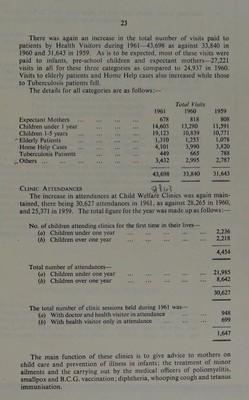 23
There was again an increase in the total number of visits paid to
patients by Health Visitors during 1961—43,698 as against 33,840 in
1960 and 31,643 in 1959. As is to be expected, most of these visits were
paid to infants, pre-school children and expectant mothers—27,221
visits in all for these three categories as compared to 24,937 in 1960.
Visits to elderly patients and Home Help cases also increased while those
to Tuberculosis patients fell.
The details for all categories are as follows:—
Total Visits
1961 1960 1959
Expectant Mothers ... 678 818 808
Children under 1 year ... 14,605 13,280 11,591
Children 1-5 years ... 19,123 10,839 10,771
Elderly Patients ... 1,310 1,253 1,078
Home Help Cases ... 4,101 3,990 3,820
Tuberculosis Patients ... 449 665 788
Others ... 3,432 2,995 2,787
43,698 33,840 31,643
CLINIC ATTENDANCES
The increase in attendances at Child Welfare Clinics was again main-
tained, there being 30,627 attendances in 1961, as against 28,265 in 1960,
and 25,371 in 1959. The total figure for the year was made up as follows:—
No. of children attending clinics for the first time in their lives—
(a) Children under one year ... 2,236
(b) Children over one year ... 2,218
4,454
Total number of attendances—
(a) Children under one year ... 21,985
(b) Children over one year ... 8,642
30,627
The total number of clinic sessions held during 1961 was—
(a) With doctor and health visitor in attendance ... 948
(b) With health visitor only in attendance ... 699
1,647
The main function of these clinics is to give advice to mothers on
child care and prevention of illness in infants; the treatment of minor
ailments and the carrying out by the medical officers of poliomyelitis,
smallpox and B.C.G. vaccination; diphtheria, whooping cough and tetanus
immunisation.